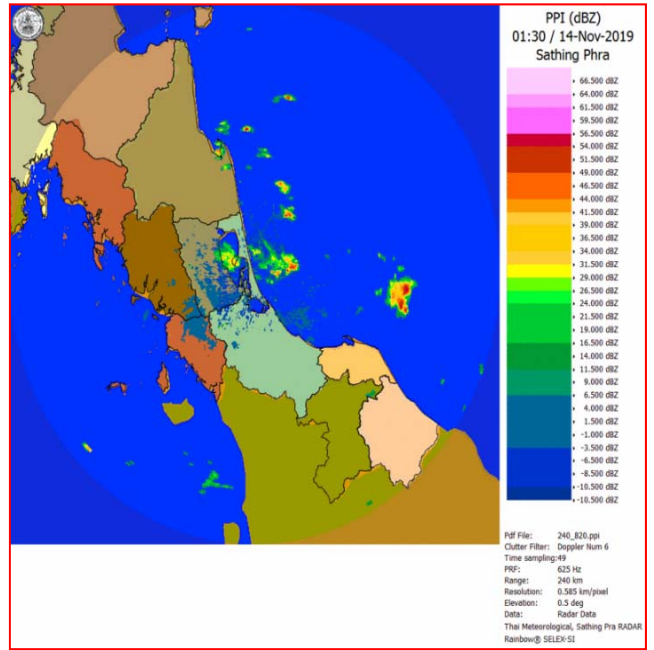 PPI (dBZ)
01:30 / 14-Nov-2019
Sathing Phra
66.500 dBZ
64.000 dBZ
61.500 dBZ
59.500 dBZ
56.500 dBZ
54.000 dBZ
51.500 dBZ
49.000 dBZ
46.500 dBZ
44.000 dBZ
41.500 dBZ
39.000 dBZ
36.500 dBZ
34.000 dBZ
31.500 dBZ
29.000 dBZ
26.500 dBZ
24.000 dBZ
21.500 dBZ
19.000 dBZ
16.500 dBZ
14.000 dBZ
11.500 dBZ
9.000 dBZ
6.500 dBZ
4.000 dBZ
1.500 dBZ
-1.000 dBZ
-3.500 dBZ
-6.500 dBZ
-8.500 dBZ
-10.500 dBZ
-10.500 dBZ
Pdf File: 240_820.ppi
Clutter Filter: Doppler Num 6
Time sampling:49
PRF: 625 Hz
Range: 240 km
Resolution: 0.585 km/pixel
Elevation: 0.5 deg
Data: Radar Data
Thai Meteorological, Sathing Pra RADAR
Rainbow® SELEX-SI